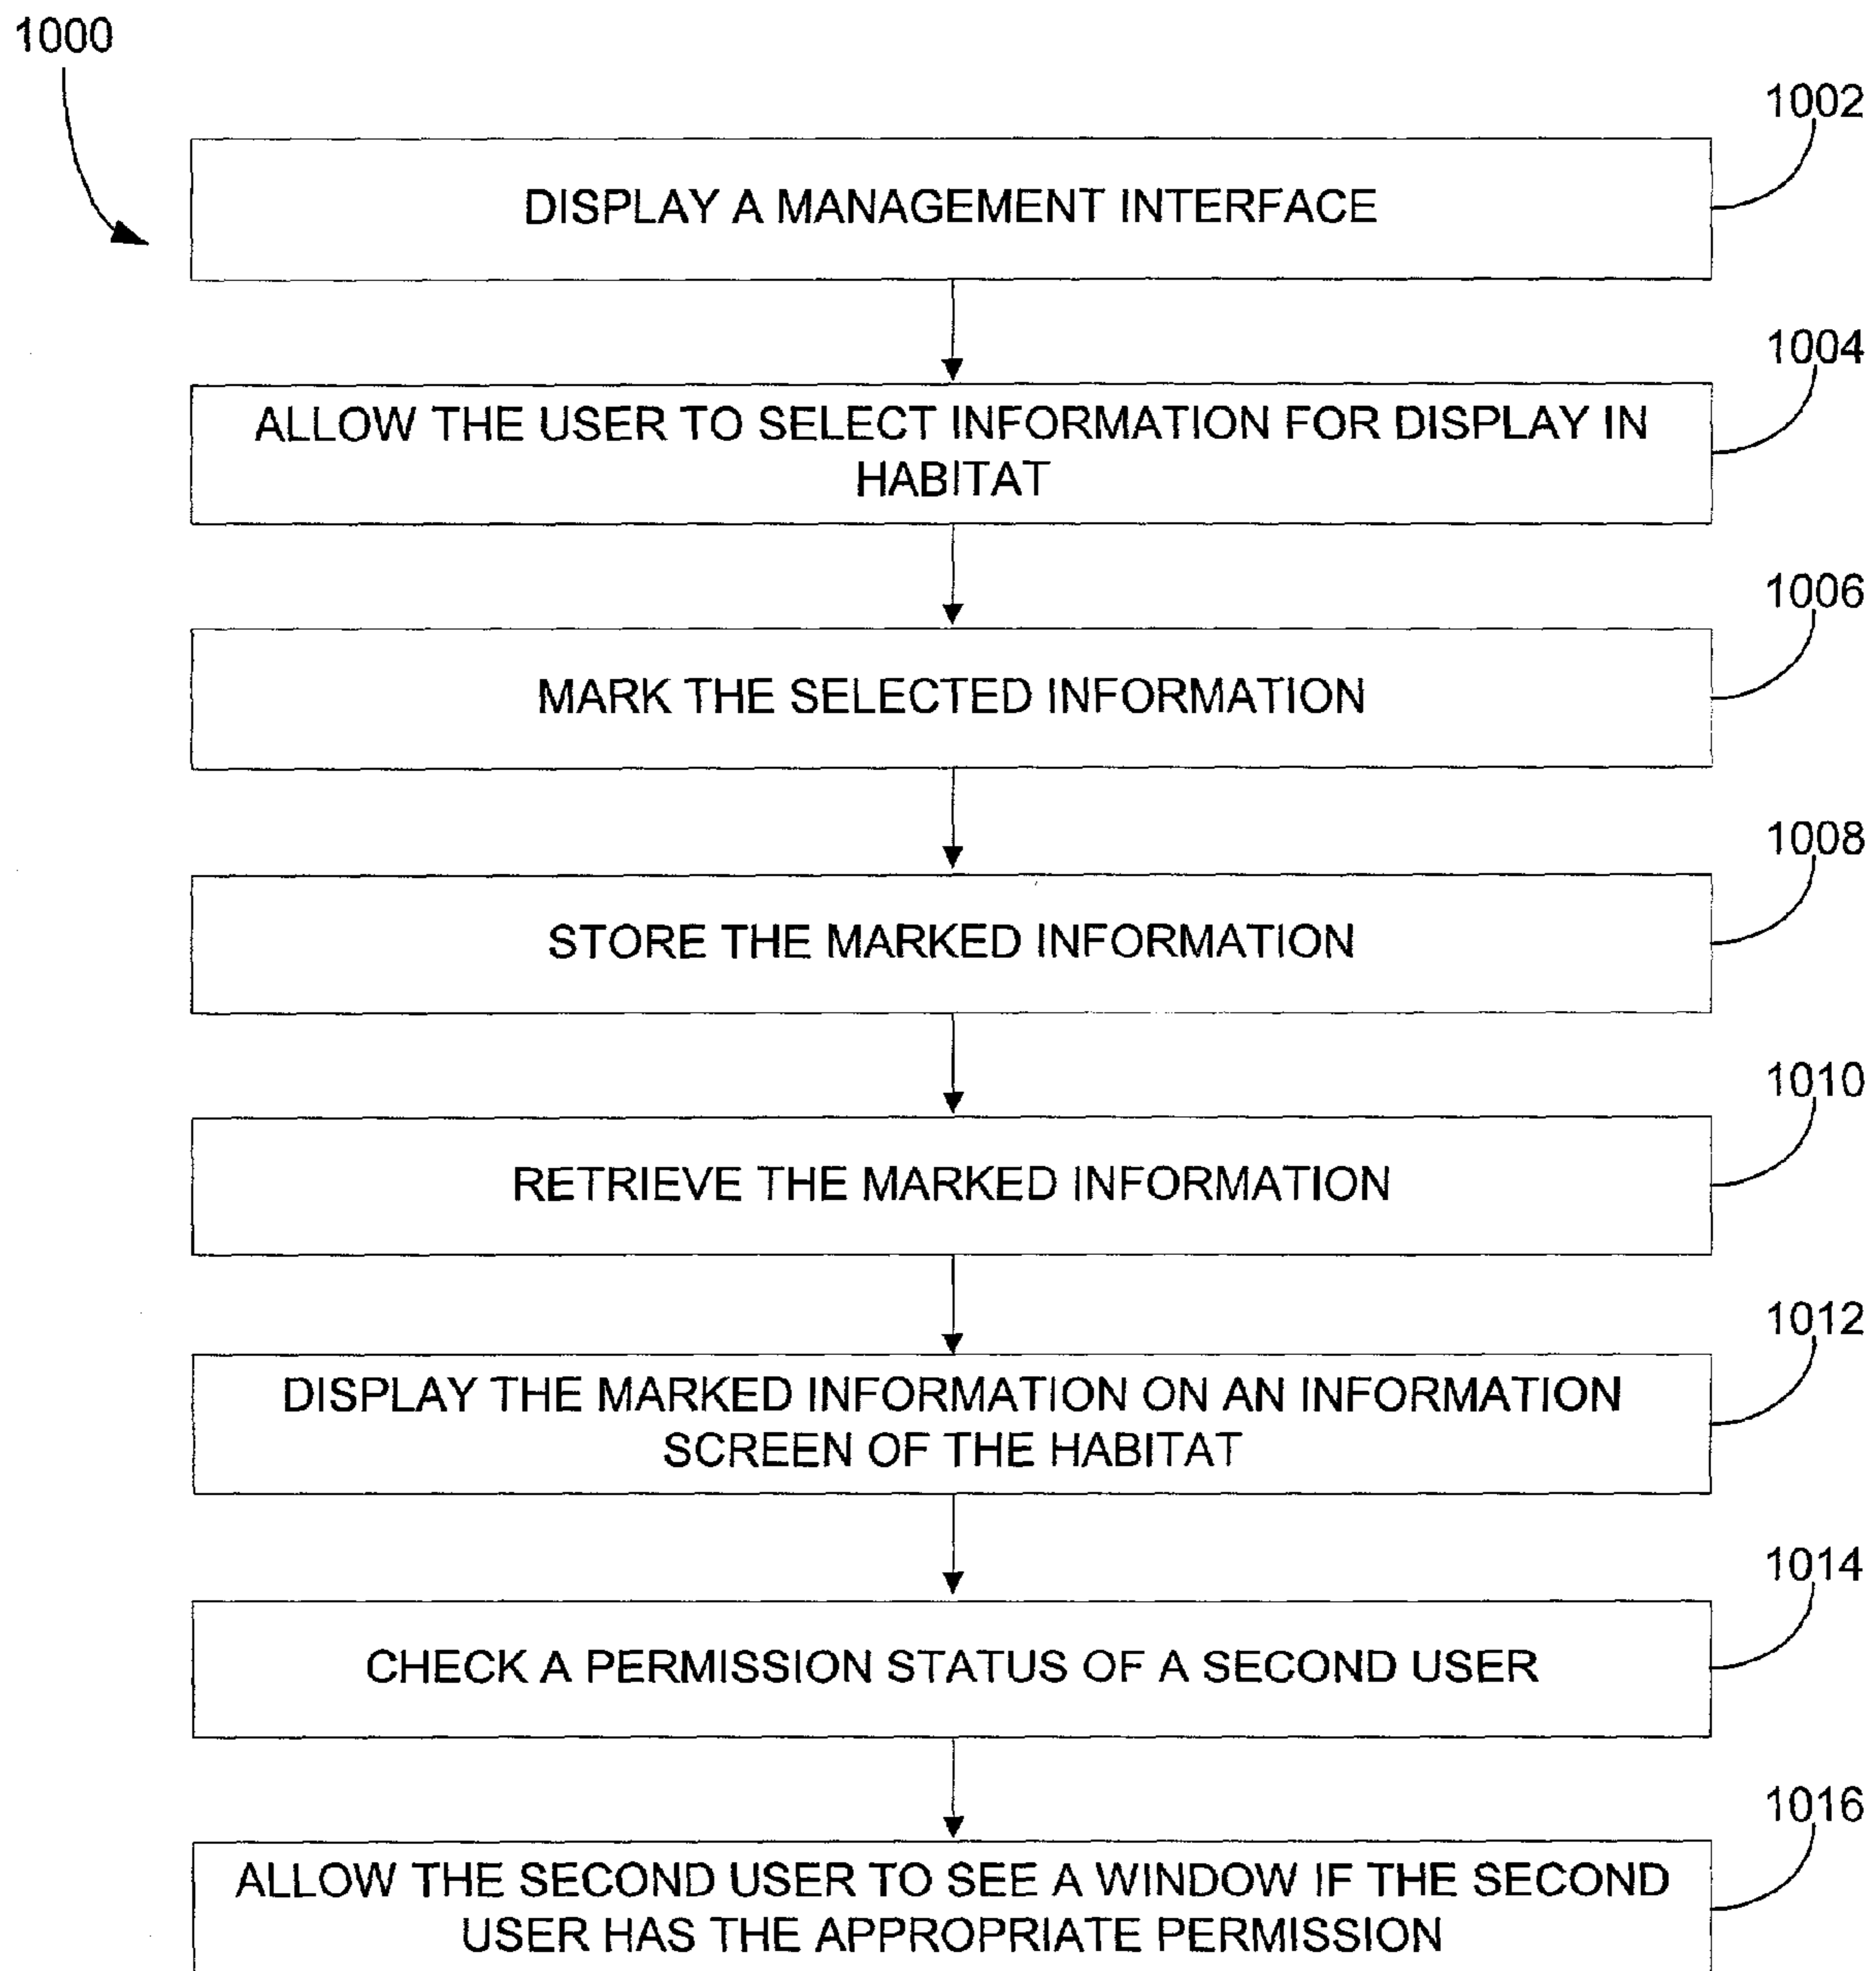 1000
1002
DISPLAY A MANAGEMENT INTERFACE
1004
ALLOW THE USER TO SELECT INFORMATION FOR DISPLAY IN
HABITAT
1006
MARK THE SELECTED INFORMATION
1008
STORE THE MARKED INFORMATION
1010
RETRIEVE THE MARKED INFORMATION
1012
DISPLAY THE MARKED INFORMATION ON AN INFORMATION
SCREEN OF THE HABITAT
1014
CHECK A PERMISSION STATUS OF A SECOND USER
1016
ALLOW THE SECOND USER TO SEE A WINDOW IF THE SECOND
USER HAS THE APPROPRIATE PERMISSION